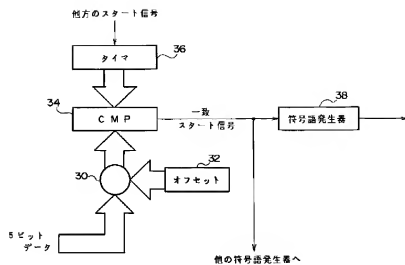 他方のスタート信号
タイマ
36
34
CMP
一致
スタート信号
38
符号語発生器
30
32
オフセット
5ビット
データ
他の符号語発生器へ